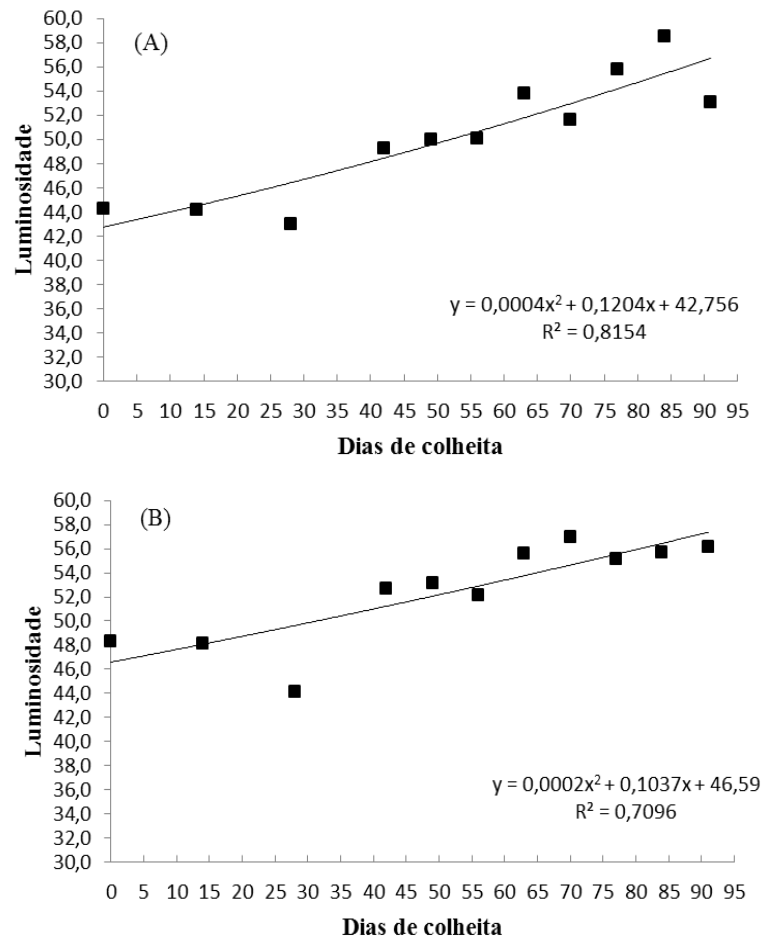 (A)
60,0
58,0
56,0
54,0
52,0
50,0
48,0
46,0
44,0
42,0
40,0
38,0
36,0
34,0
32,0
30,0
Luminosidade
y = 0,0004x² + 0,1204x + 42,756
R² = 0,8154
0 5 10 15 20 25 30 35 40 45 50 55 60 65 70 75 80 85 90 95
Dias de colheita
(B)
60,0
58,0
56,0
54,0
52,0
50,0
48,0
46,0
44,0
42,0
40,0
38,0
36,0
34,0
32,0
30,0
Luminosidade
y = 0,0002x² + 0,1037x + 46,59
R² = 0,7096
0 5 10 15 20 25 30 35 40 45 50 55 60 65 70 75 80 85 90 95
Dias de colheita